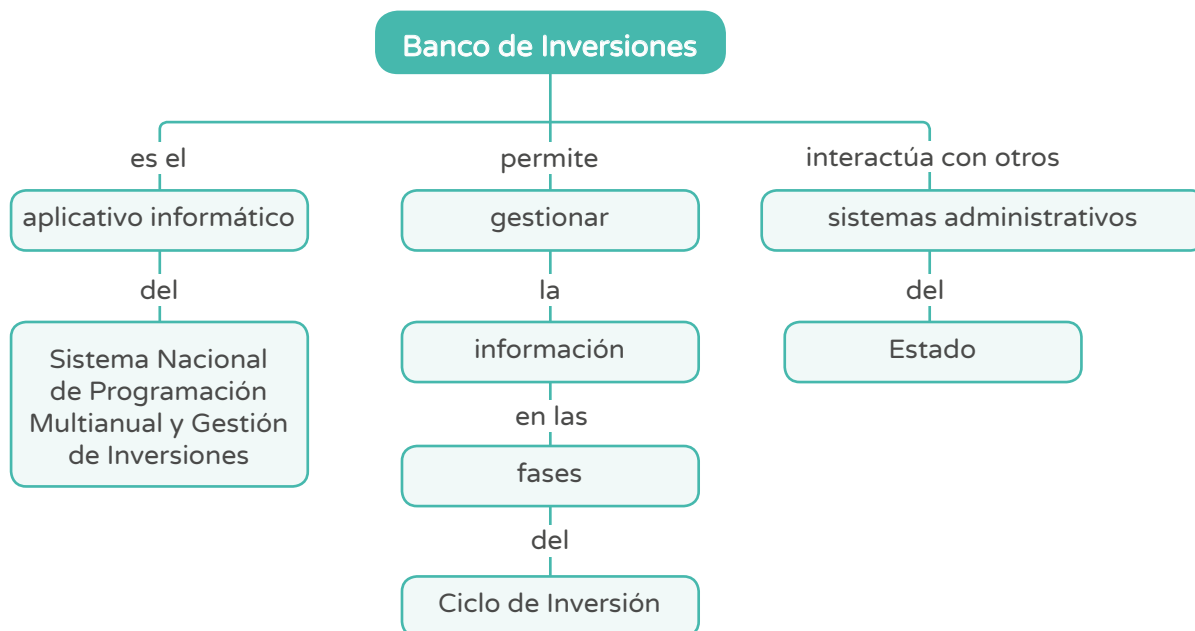 Banco de Inversiones
es el
permite
interactúa con otros
aplicativo informático
gestionar
sistemas administrativos
del
la
del
Sistema Nacional
de Programación
Multianual y Gestión
de Inversiones
información
Estado
en las
fases
del
Ciclo de Inversión